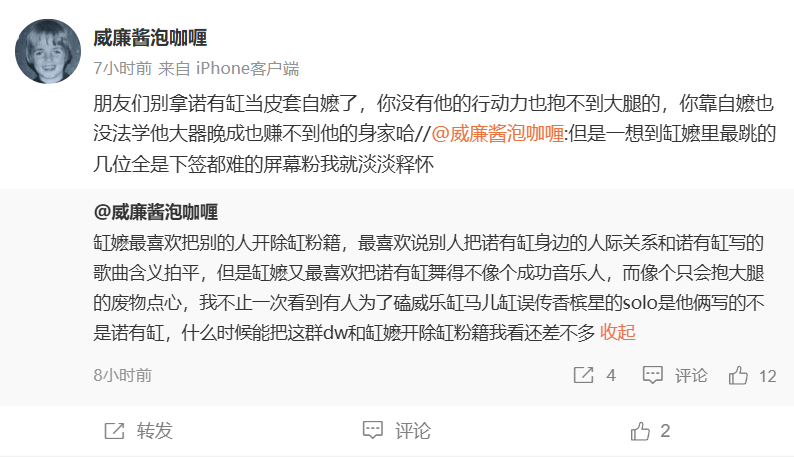 威廉酱泡咖喱
7小时前 来自 iPhone客户端
朋友们别拿诺有缸当皮套自嬷了，你没有他的行动力也抱不到大腿的，你靠自嬷也
没法学他大器晚成也赚不到他的身家哈//@威廉酱泡咖喱:但是一想到缸嬷里最跳的
几位全是下签都难的屏幕粉我就淡淡释怀
@威廉酱泡咖喱
缸嬷最喜欢把别的人开除缸粉籍，最喜欢说别人把诺有缸身边的人际关系和诺有缸写的
歌曲含义拍平，但是缸嬷又最喜欢把诺有缸舞得不像个成功音乐人，而像个只会抱大腿
的废物点心，我不止一次看到有人为了磕威乐缸马儿缸误传香槟星的solo是他俩写的不
是诺有缸，什么时候能把这群dw和缸嬷开除缸粉籍我看还差不多 收起
8小时前 4 评论 12
转发 评论 2